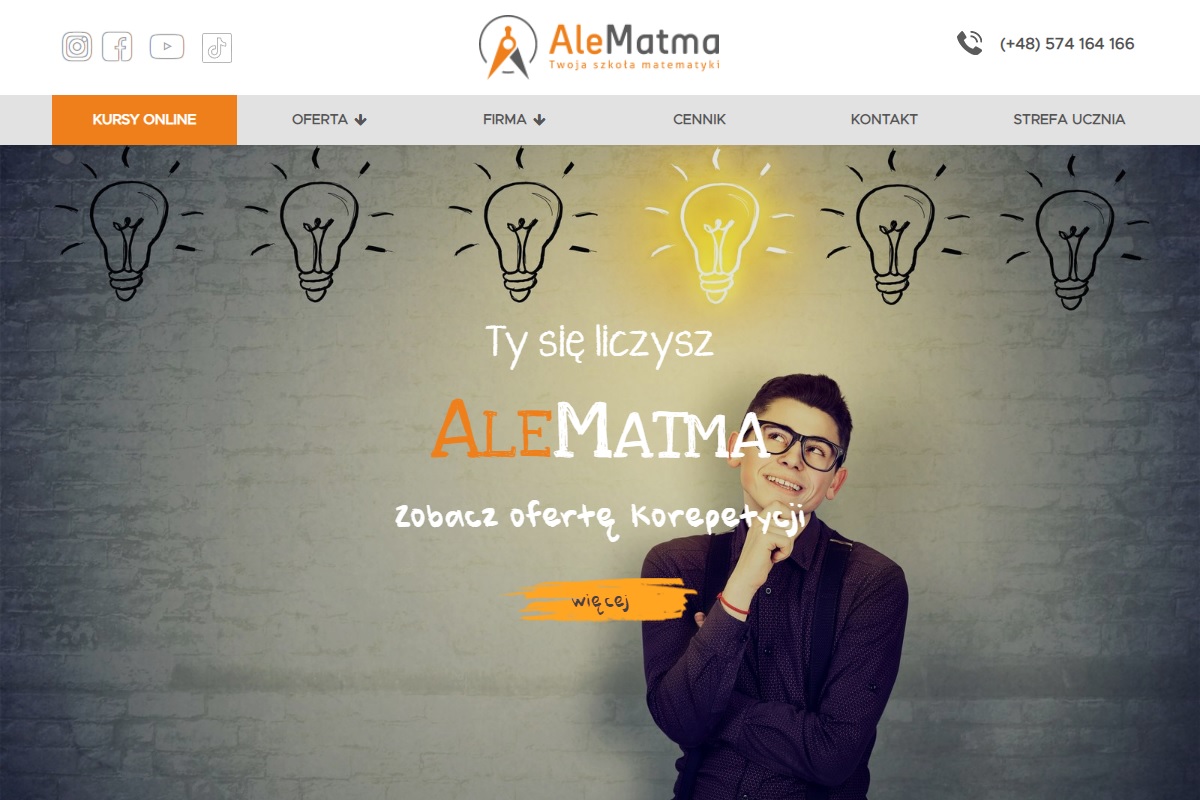 AleMatma
Twoja szkoła matematyki
(+48) 574 164 166
KURSY ONLINE
OFERTA
FIRMA
CENNIK
KONTAKT
STREFA UCZNIA
Ty się liczysz
ALEMATMA
Zobacz ofertę Korepetycji
więcej